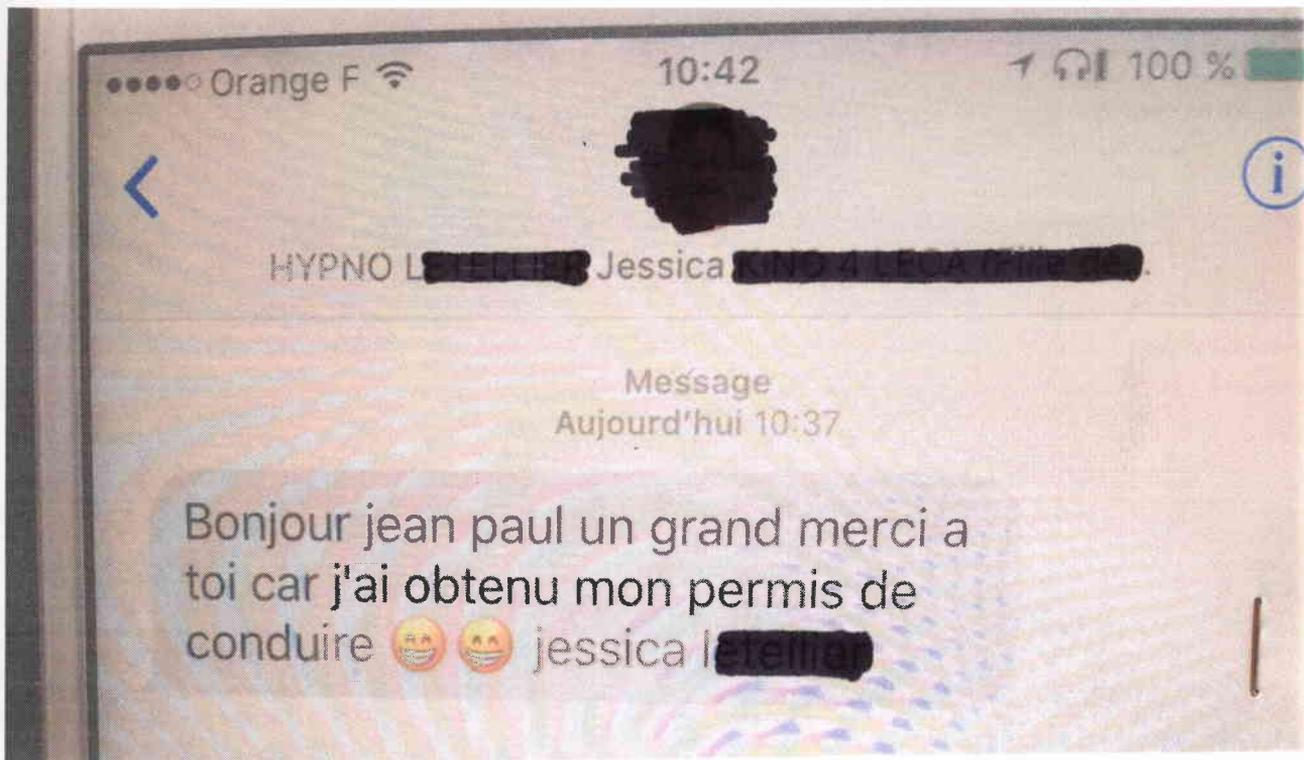 Orange F 10:42 100 %
HYPNO L Jessica
Message
Aujourd'hui 10:37
Bonjour jean paul un grand merci a
toi car j'ai obtenu mon permis de
conduire 😁😁 jessica l